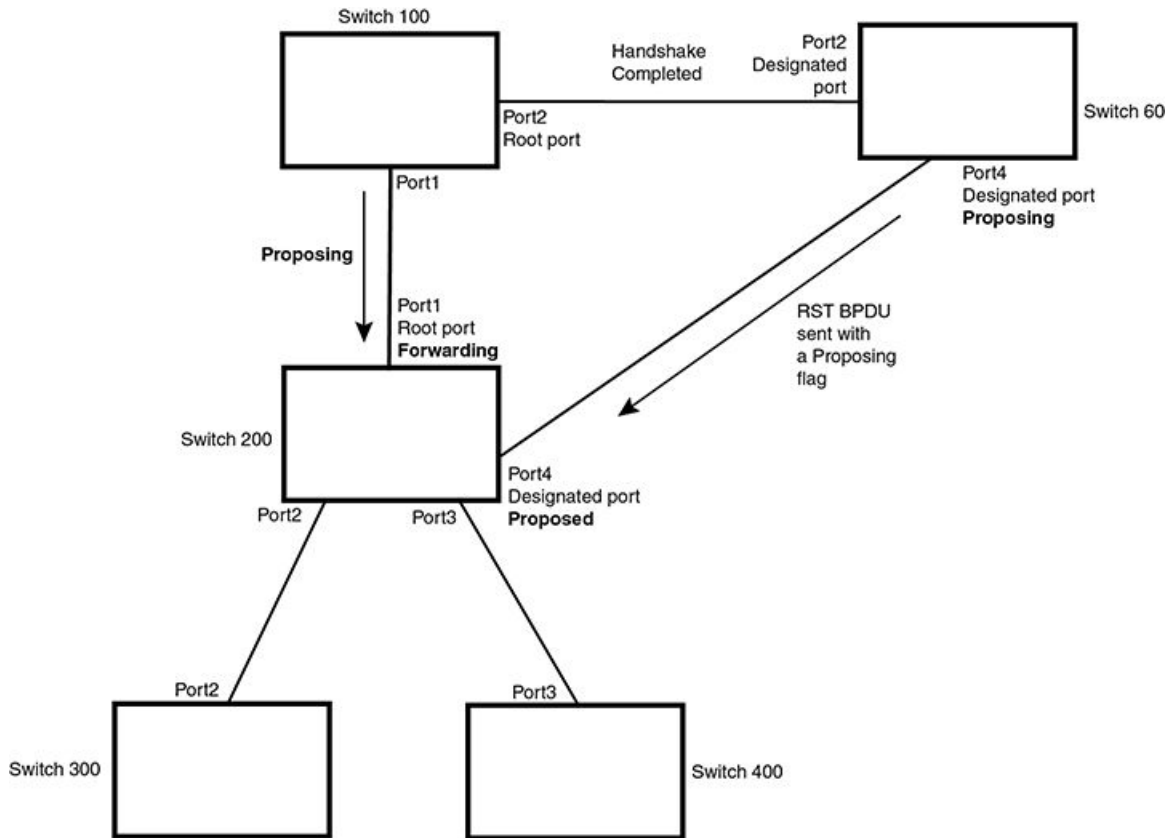 Switch 100
Handshake
Completed
Port2
Designated
port
Switch 60
Port2
Root port
Port1
Port4
Designated port
Proposing
Proposing
Port1
Root port
Forwarding
RST BPDU
sent with
a Proposing
flag
Switch 200
Port4
Designated port
Proposed
Port2
Port3
Port2
Port3
Switch 300
Switch 400